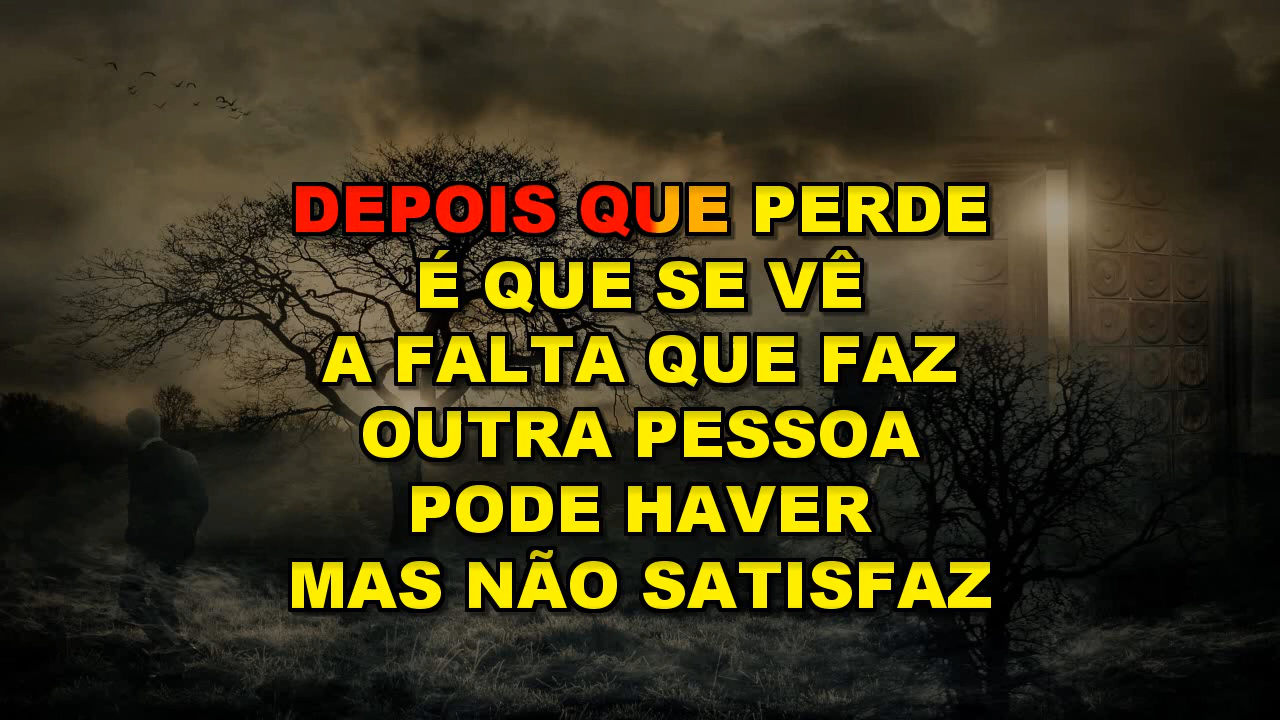 DEPOIS QUE PERDE
É QUE SE VÊ
A FALTA QUE FAZ
OUTRA PESSOA
PODE HAVER
MAS NÃO SATISFAZ